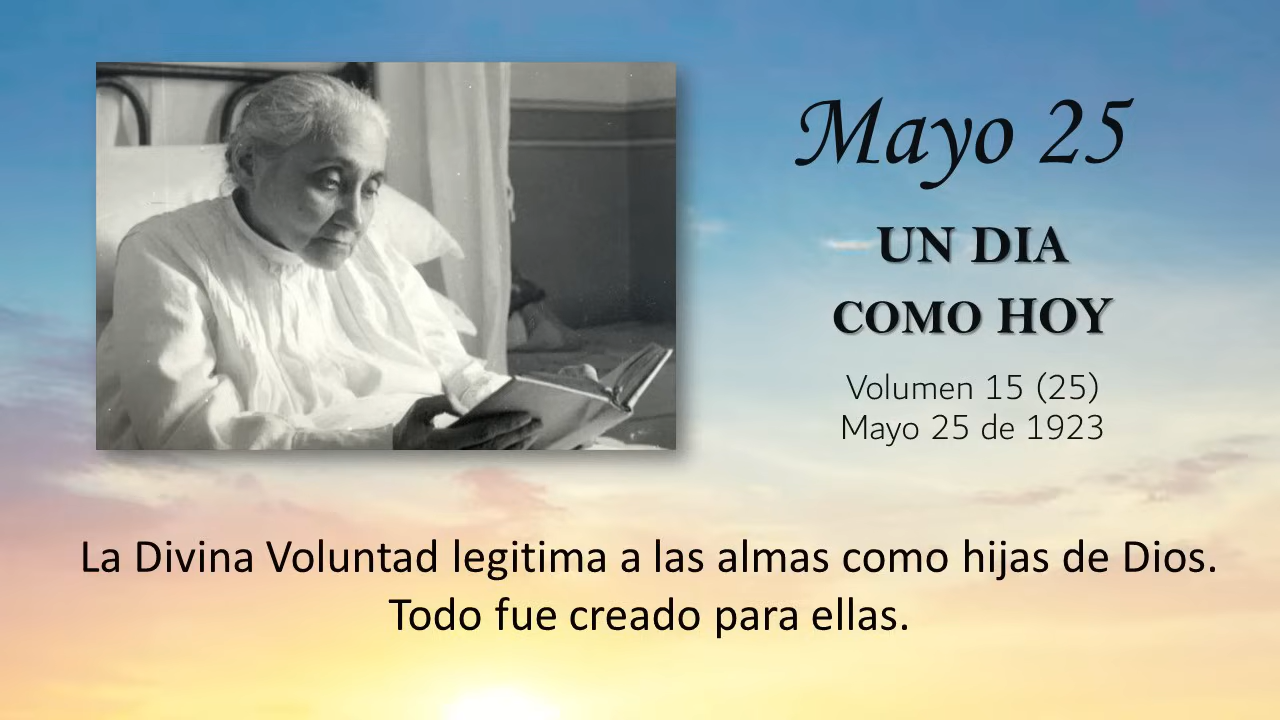 Mayo 25
UN DIA
COMO HOY
Volumen 15 (25)
Mayo 25 de 1923
La Divina Voluntad legitima a las almas como hijas de Dios.
Todo fue creado para ellas.